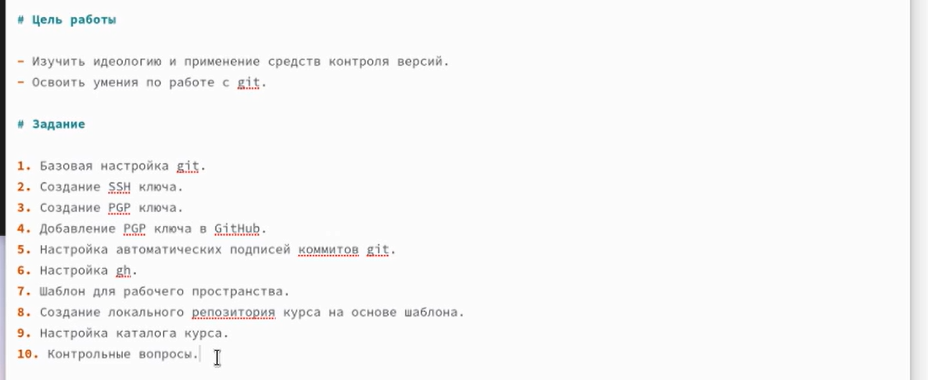 # Цель работы
- Изучить идеологию и применение средств контроля версий.
- Освоить умения по работе с git.
# Задание
1. Базовая настройка git.
2. Создание SSH ключа.
3. Создание PGP ключа.
4. Добавление PGP ключа в GitHub.
5. Настройка автоматических подписей коммитов git.
6. Настройка gh.
7. Шаблон для рабочего пространства.
8. Создание локального репозитория курса на основе шаблона.
9. Настройка каталога курса.
10. Контрольные вопросы.